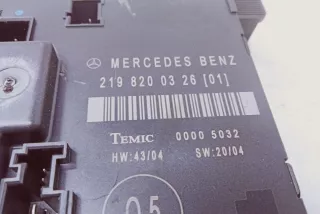 MERCEDES BENZ
219 820 03 26 [01]
TEMIC 0000 5032
HW:43/04 SW:20/04
05